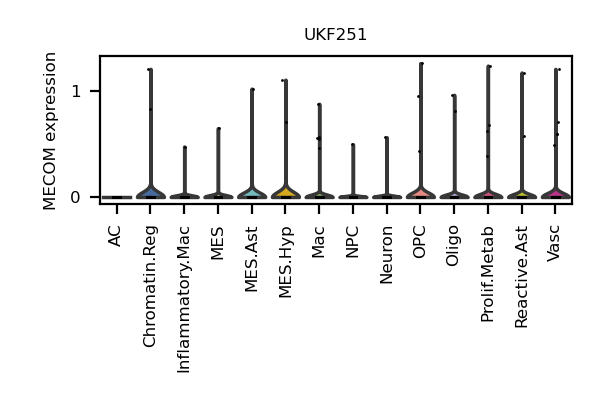 UKF251
MECOM expression
1
0
AC
Chromatin.Reg
Inflammatory.Mac
MES
MES.Ast
MES.Hyp
Mac
NPC
Neuron
OPC
Oligo
Prolif.Metab
Reactive.Ast
Vasc